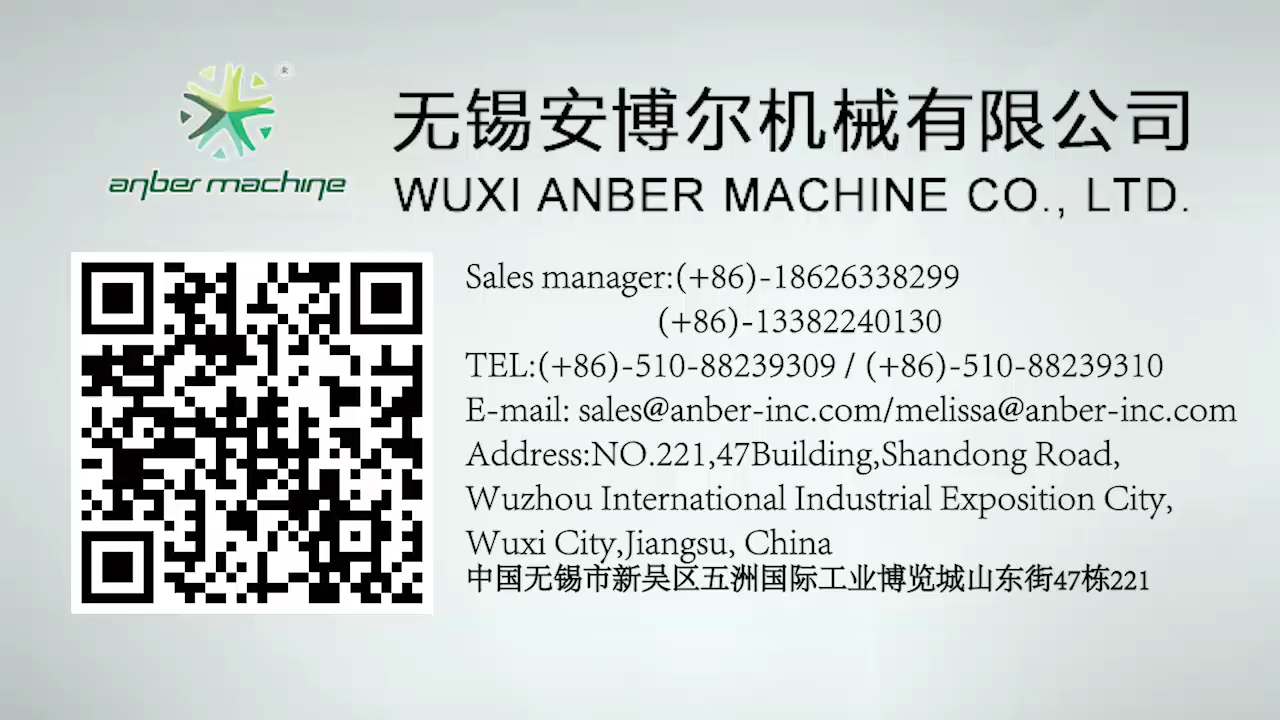 ®
anber machine
无锡安博尔机械有限公司
WUXI ANBER MACHINE CO., LTD.
Sales manager:(+86)-18626338299
(+86)-13382240130
TEL:(+86)-510-88239309 / (+86)-510-88239310
E-mail: sales@anber-inc.com/melissa@anber-inc.com
Address:NO.221,47Building,Shandong Road,
Wuzhou International Industrial Exposition City,
Wuxi City,Jiangsu, China
中国无锡市新吴区五洲国际工业博览城山东街47栋221